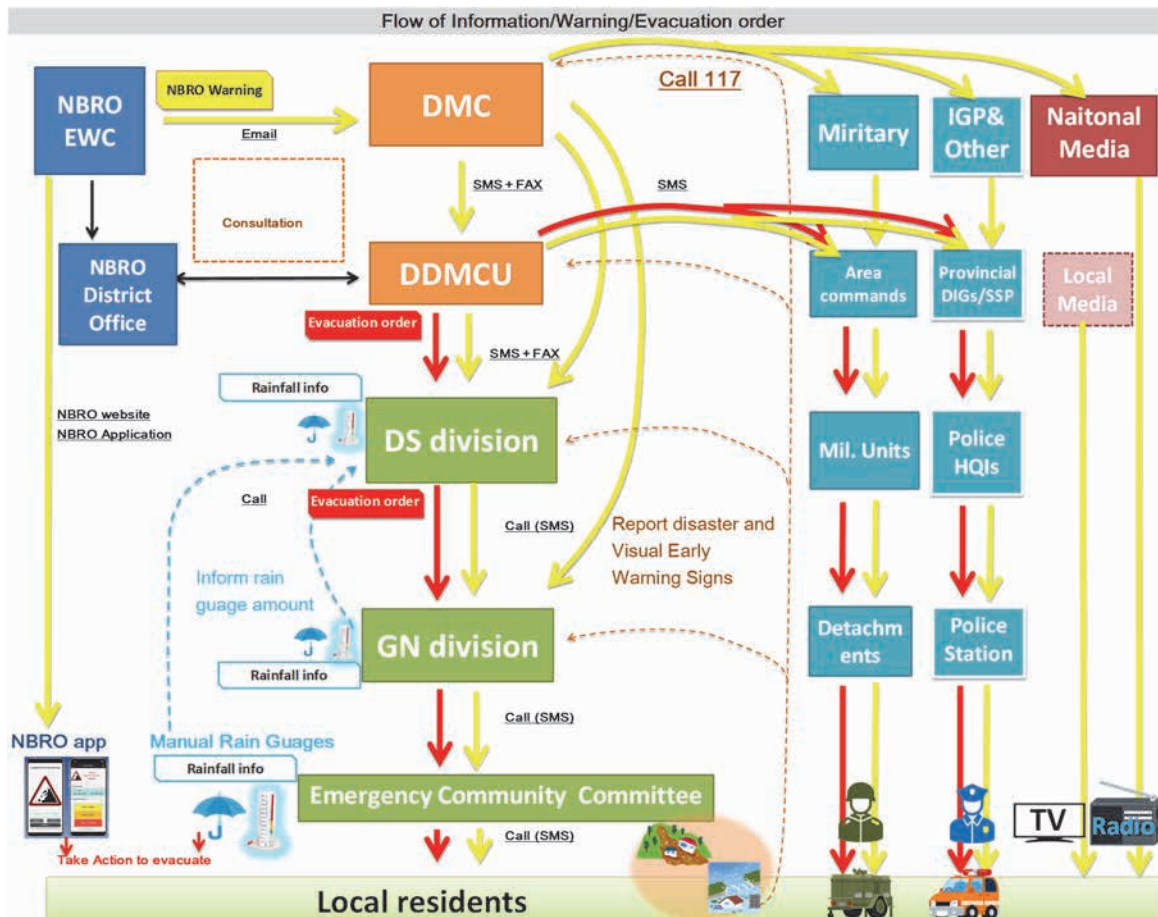 Flow of Information/Warning/Evacuation order
NBRO
EWC
NBRO Warning
Email
DMC
Call 117
Miritary
IGP&
Other
Naitonal
Media
Consultation
SMS + FAX
SMS
NBRO
District
Office
DDMCU
Area
commands
Provincial
DIGs/SSP
Local
Media
Evacuation order
SMS + FAX
Rainfall info
NBRO website
NBRO Application
DS division
Mil. Units
Police
HQIs
Call
Evacuation order
Call (SMS)
Report disaster and
Visual Early
Warning Signs
Inform rain
guage amount
GN division
Rainfall info
Detachm
ents
Police
Station
Call (SMS)
NBRO app
Manual Rain Guages
Rainfall info
Emergency Community Committee
Call (SMS)
TV
Radio
Take Action to evacuate
Local residents